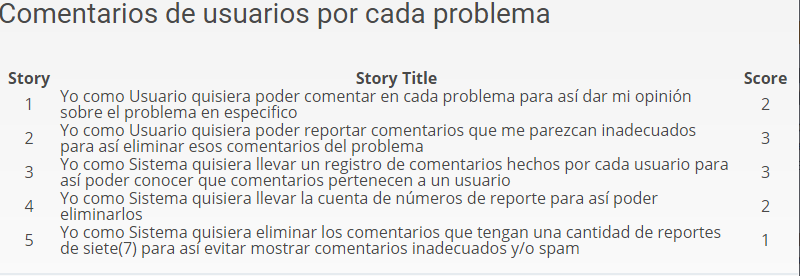 Comentarios de usuarios por cada problema
Story Story Title Score
1 Yo como Usuario quisiera poder comentar en cada problema para así dar mi opinión sobre el problema en especifico 2
2 Yo como Usuario quisiera poder reportar comentarios que me parezcan inadecuados para así eliminar esos comentarios del problema 3
3 Yo como Sistema quisiera llevar un registro de comentarios hechos por cada usuario para así poder conocer que comentarios pertenecen a un usuario 3
4 Yo como Sistema quisiera llevar la cuenta de números de reporte para así poder eliminarlos 2
5 Yo como Sistema quisiera eliminar los comentarios que tengan una cantidad de reportes de siete(7) para así evitar mostrar comentarios inadecuados y/o spam 1